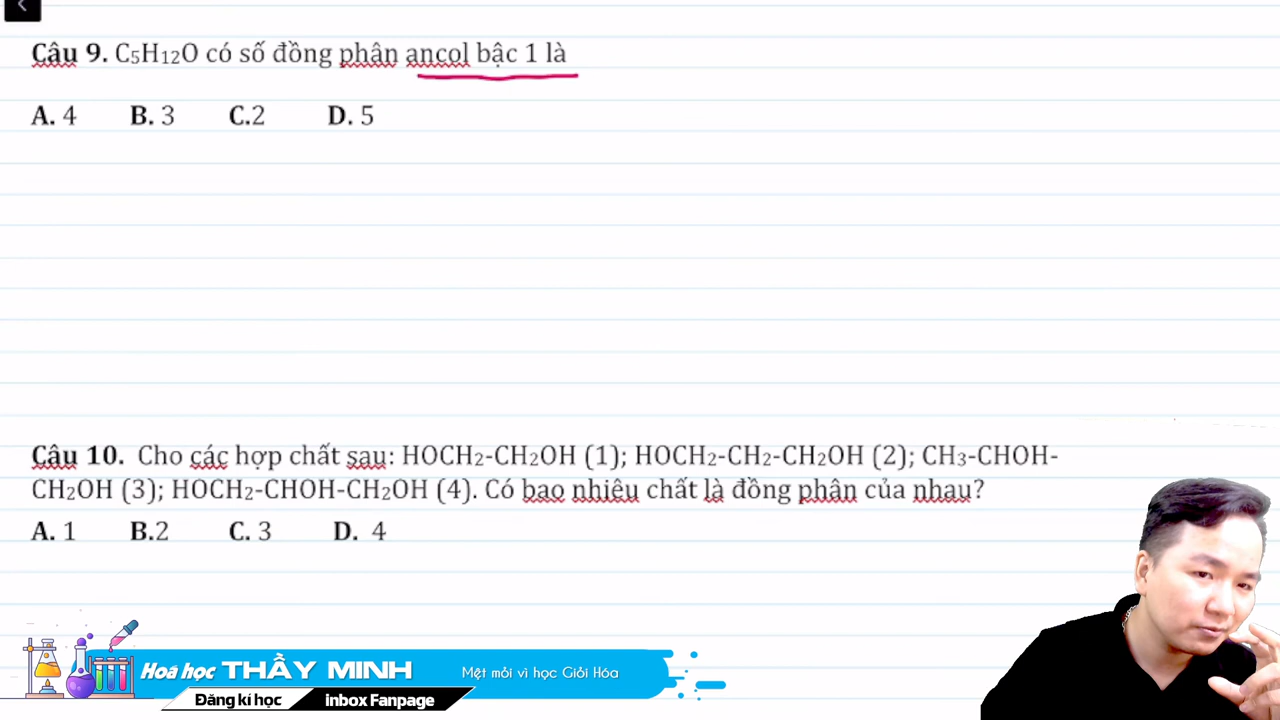 Câu 9. C₅H₁₂O có số đồng phân ancol bậc 1 là
A. 4 B. 3 C.2 D. 5
Câu 10. Cho các hợp chất sau: HOCH₂-CH₂OH (1); HOCH₂-CH₂-CH₂OH (2); CH₃-CHOH-
CH₂OH (3); HOCH₂-CHOH-CH₂OH (4). Có bao nhiêu chất là đồng phân của nhau?
A. 1 B.2 C. 3 D. 4
Hoá học THẦY MINH Mệt mỏi vì học Giỏi Hóa
Đăng kí học inbox Fanpage